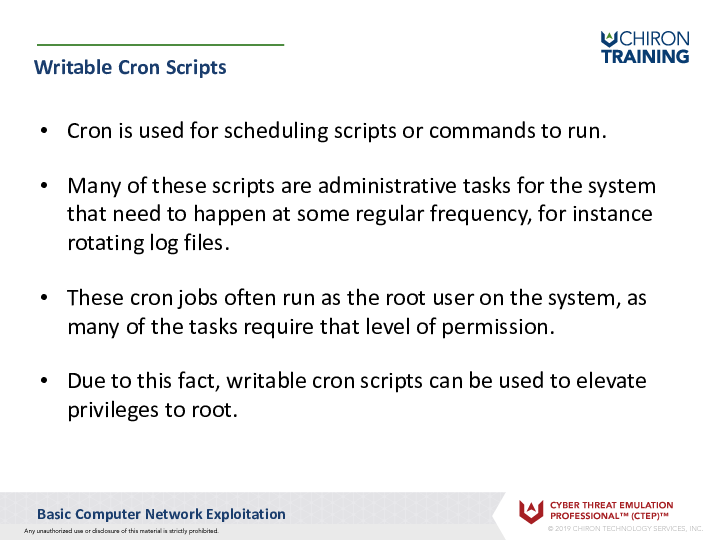 CHIRON
TRAINING
Writable Cron Scripts
• Cron is used for scheduling scripts or commands to run.
• Many of these scripts are administrative tasks for the system
that need to happen at some regular frequency, for instance
rotating log files.
• These cron jobs often run as the root user on the system, as
many of the tasks require that level of permission.
• Due to this fact, writable cron scripts can be used to elevate
privileges to root.
Basic Computer Network Exploitation
Any unauthorized use or disclosure of this material is strictly prohibited.
CYBER THREAT EMULATION
PROFESSIONAL™ (CTEP)™
© 2019 CHIRON TECHNOLOGY SERVICES, INC.